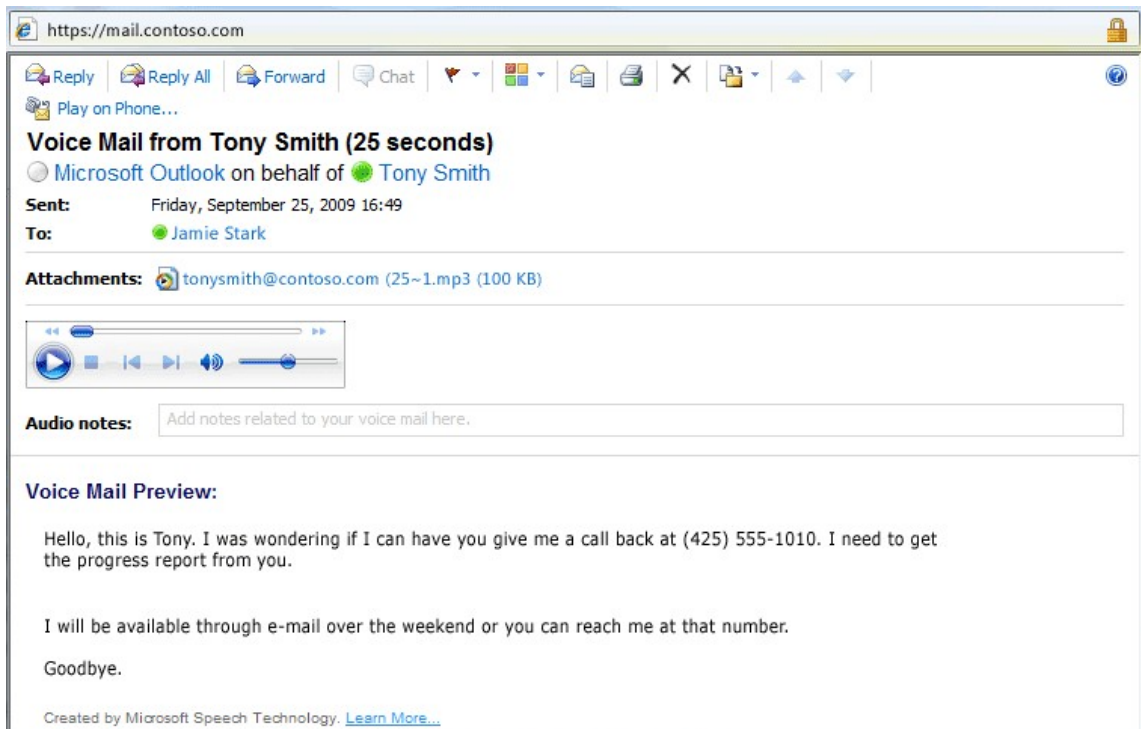 https://mail.contoso.com
Reply Reply All Forward Chat
Play on Phone...
Voice Mail from Tony Smith (25 seconds)
Microsoft Outlook on behalf of Tony Smith
Sent: Friday, September 25, 2009 16:49
To: Jamie Stark
Attachments: tonysmith@contoso.com (25~1.mp3 (100 KB)
Audio notes: Add notes related to your voice mail here.
Voice Mail Preview:
Hello, this is Tony. I was wondering if I can have you give me a call back at (425) 555-1010. I need to get
the progress report from you.
I will be available through e-mail over the weekend or you can reach me at that number.
Goodbye.
Created by Microsoft Speech Technology. Learn More...